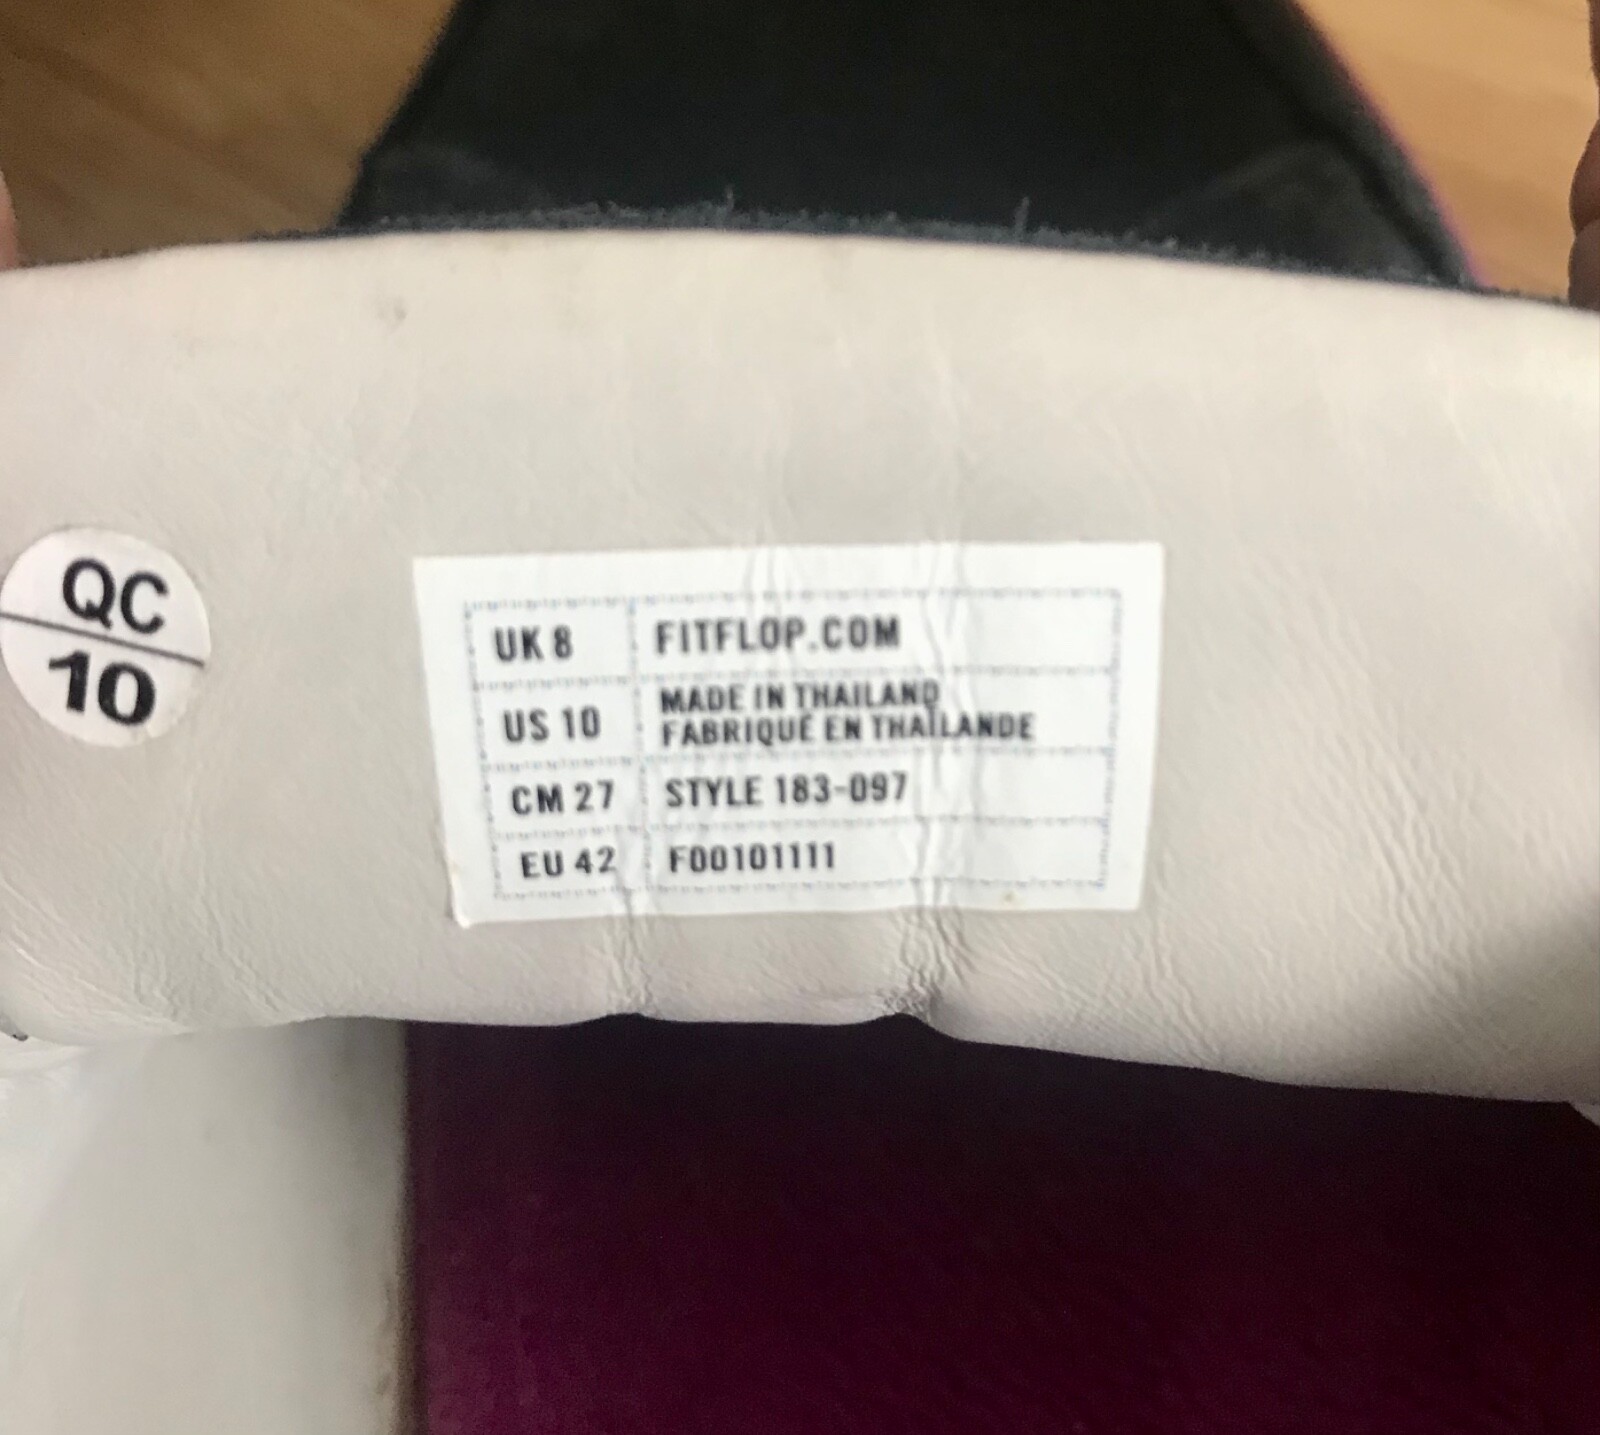 QC
10
UK 8
FITFLOP.COM
US 10
MADE IN THAILAND
FABRIQUÉ EN THAÏLANDE
CM 27
STYLE 183-097
EU 42
F00101111